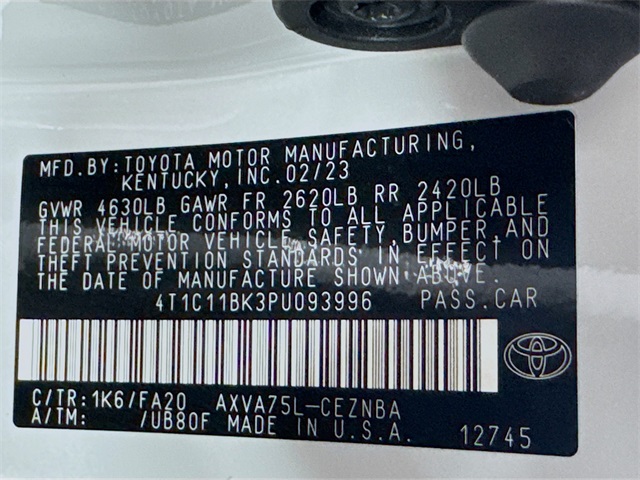 MFD.BY:TOYOTA MOTOR MANUFACTURING,
KENTUCKY,INC.02/23
GVWR 4630LB GAWR FR 2620LB RR 2420LB
THIS VEHICLE CONFORMS TO ALL APPLICABLE
FEDERAL MOTOR VEHICLE SAFETY,BUMPER,AND
THEFT PREVENTION STANDARDS IN EFFECT ON
THE DATE OF MANUFACTURE SHOWN ABOVE.
4T1C11BK3PU093996 PASS.CAR
C/TR:1K6/FA20 AXVA75L-CEZNBA
A/TM: /UB80F MADE IN U.S.A. 12745